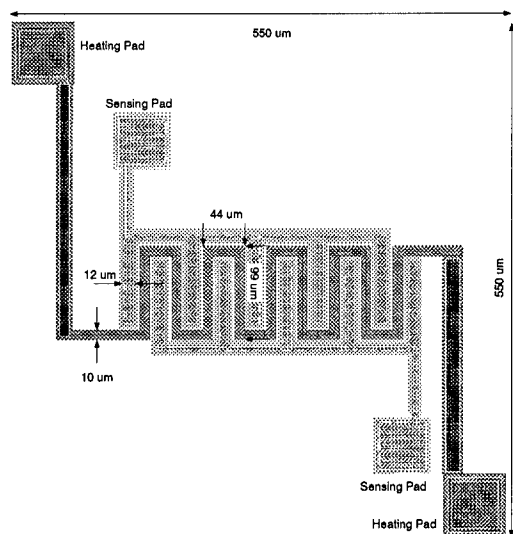 550 um
Heating Pad
Sensing Pad
44 um
12 um
99 um
550 um
10 um
Sensing Pad
Heating Pad